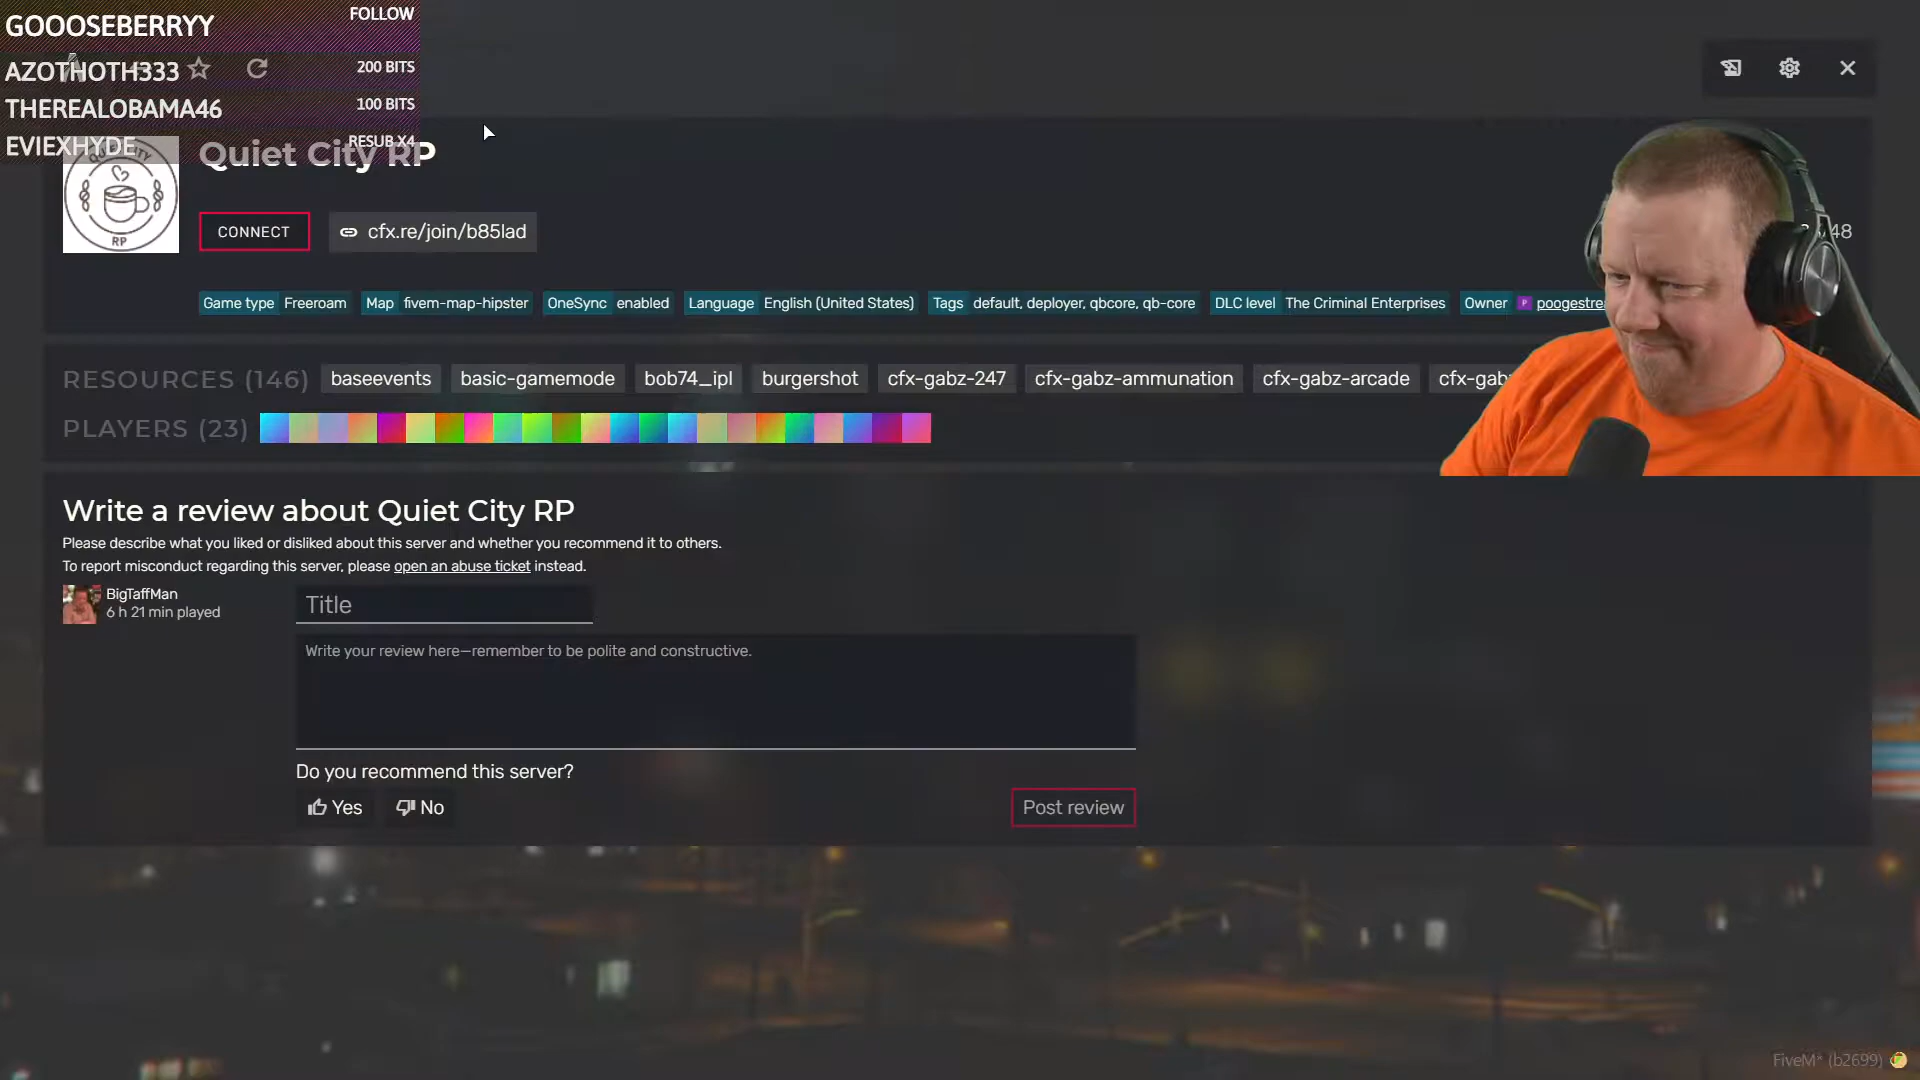 GOOOSEBERRYY FOLLOW
AZOTHOTH333 200 BITS
THEREALOBAMA46 100 BITS
EVIEXHYDE RESUB X4
Quiet City RP
RP
CONNECT
cfx.re/join/b85lad
48
Game type Freeroam Map fivem-map-hipster OneSync enabled Language English (United States) Tags default, deployer, qbcore, qb-core DLC level The Criminal Enterprises Owner poogestrea
RESOURCES (146) baseevents basic-gamemode bob74_ipl burgershot cfx-gabz-247 cfx-gabz-ammunation cfx-gabz-arcade cfx-gabz
PLAYERS (23)
Write a review about Quiet City RP
Please describe what you liked or disliked about this server and whether you recommend it to others.
To report misconduct regarding this server, please open an abuse ticket instead.
BigTaffMan
6 h 21 min played
Title
Write your review here—remember to be polite and constructive.
Do you recommend this server?
Yes No
Post review
FiveM* (b2699)